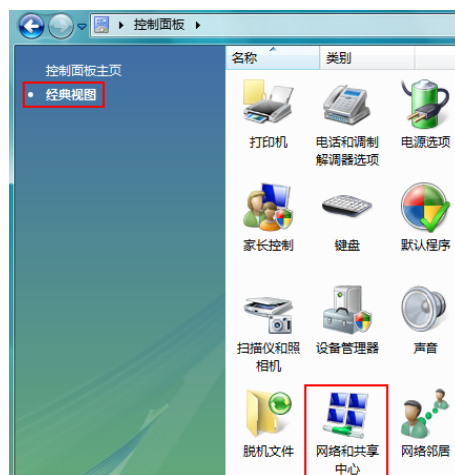 控制面板
控制面板主页
经典视图
名称 类别
打印机 电话和调制 电源选项
解调器选项
家长控制 键盘 默认程序
扫描仪和照 设备管理器 声音
相机
脱机文件 网络和共享 网络邻居
中心